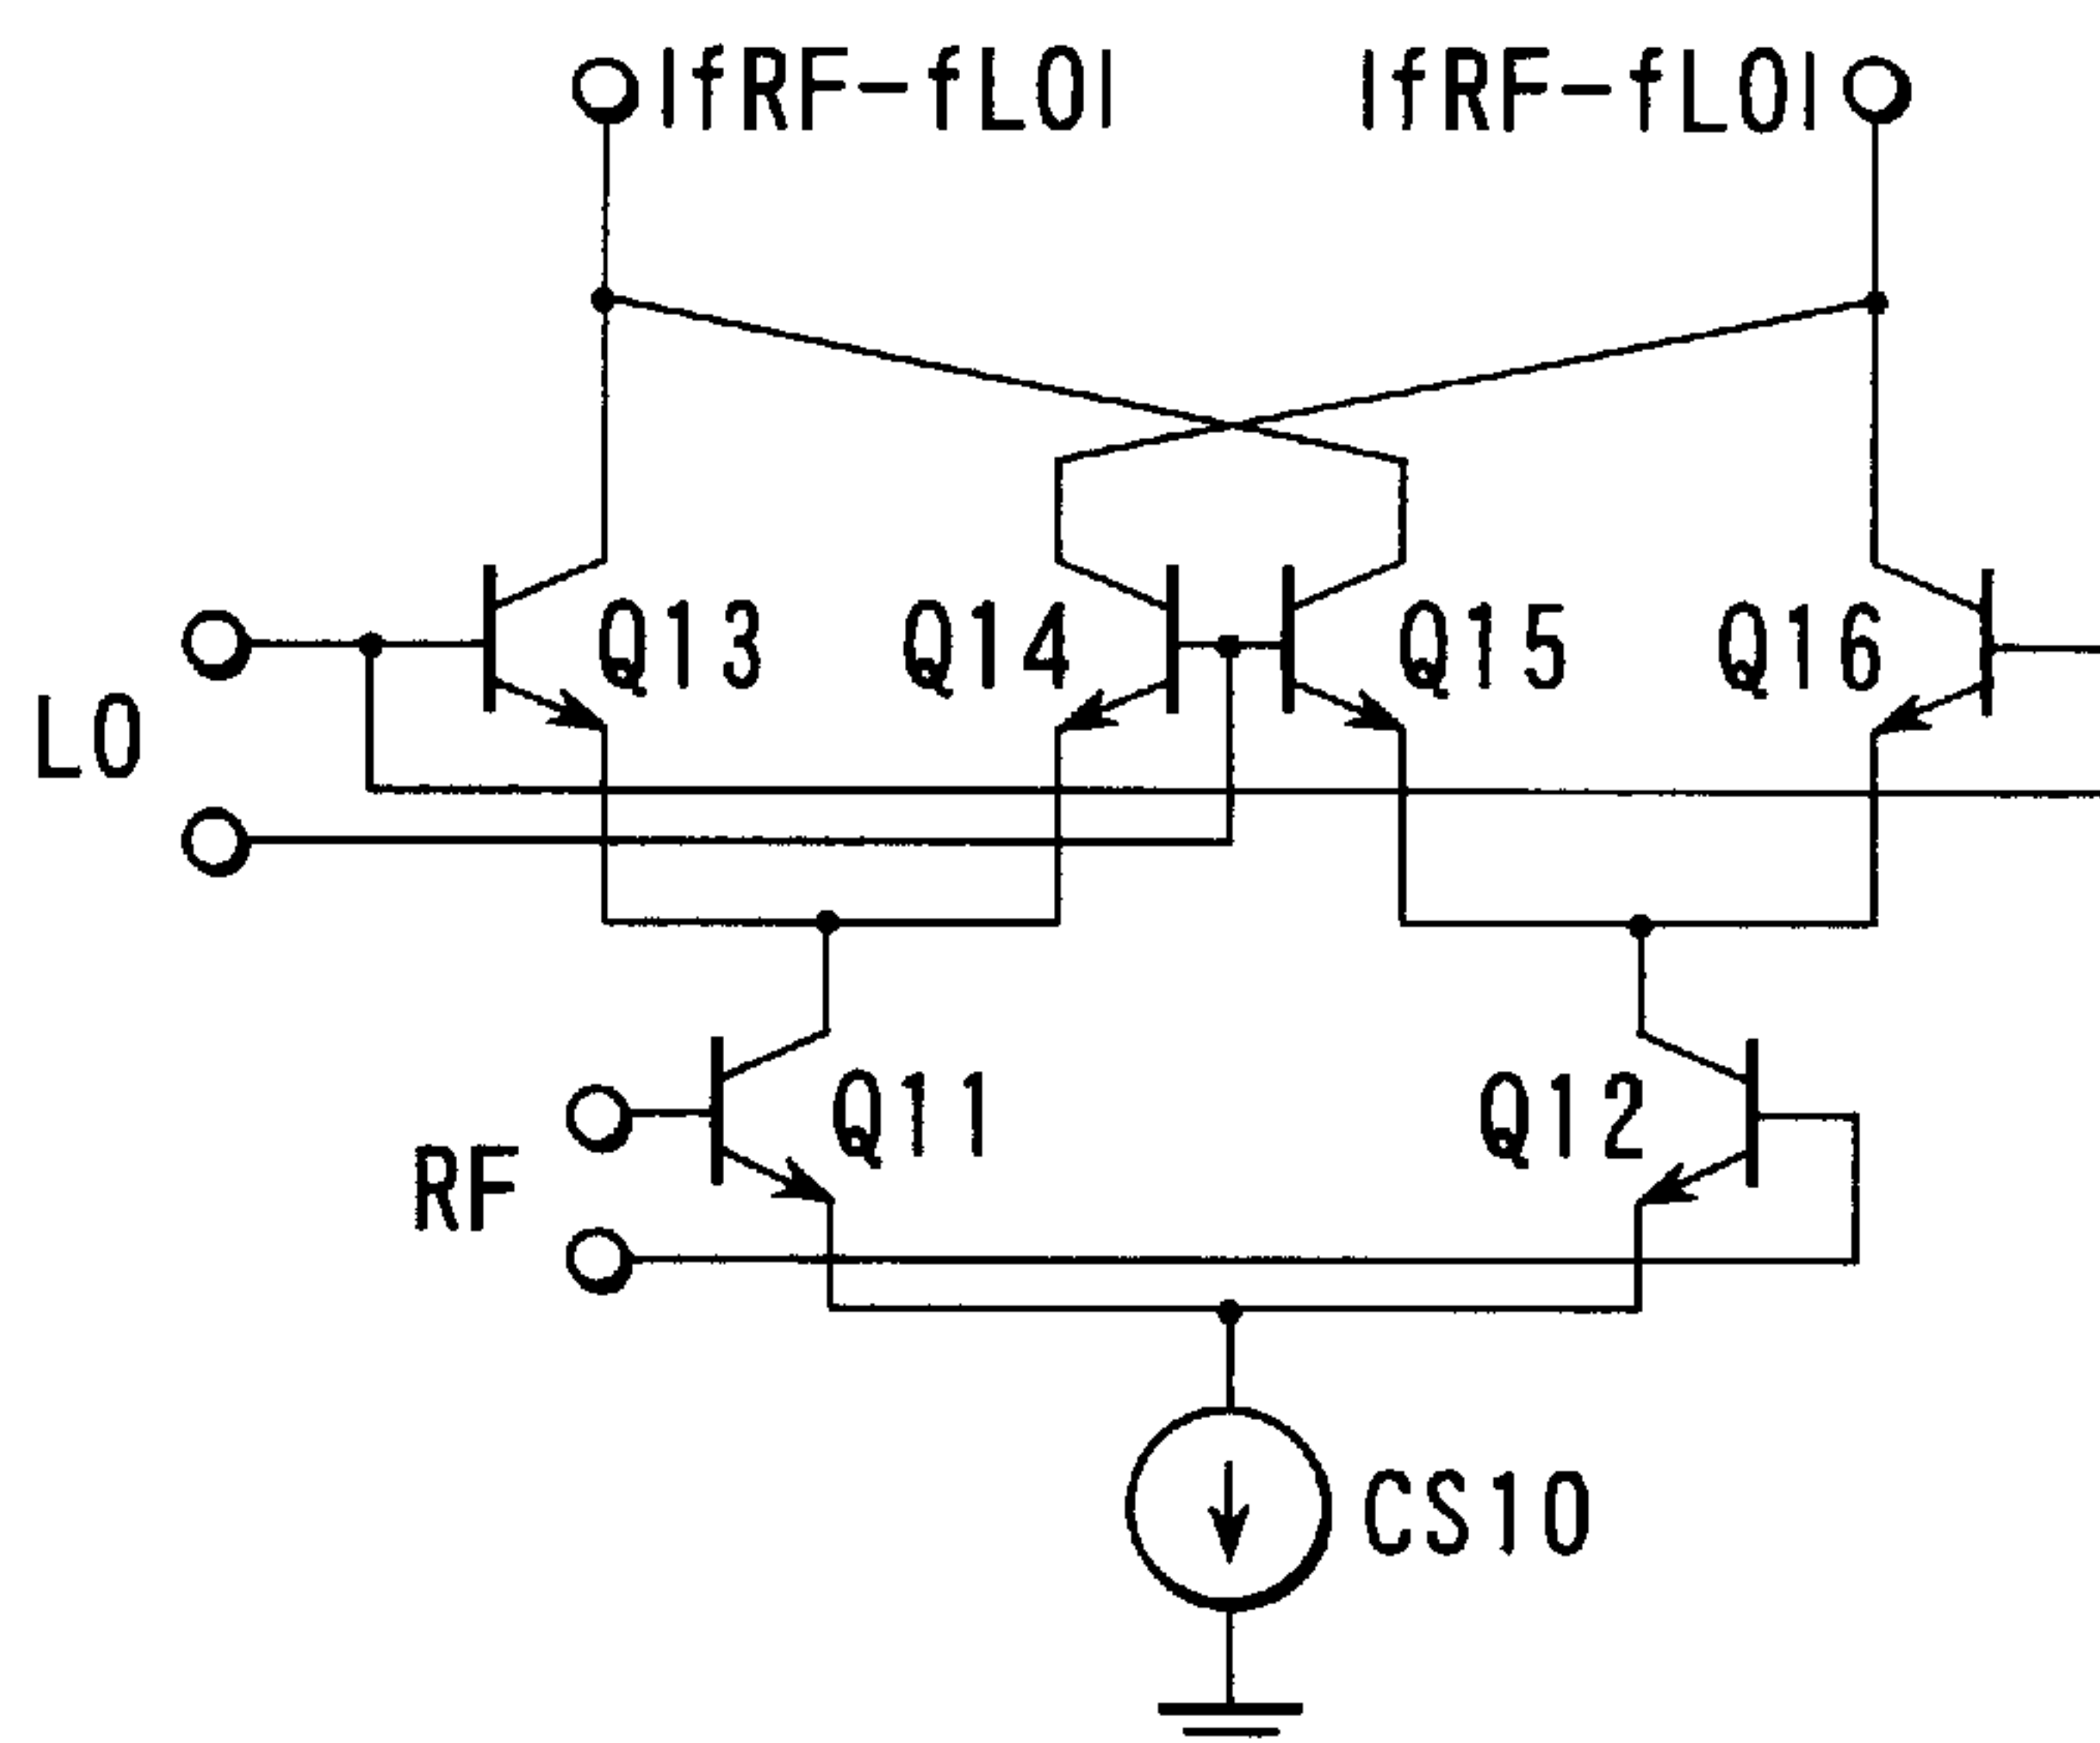 |fRF-fLO| |fRF-fLO|
Q13 Q14 Q15 Q16
LO
Q11 Q12
RF
CS10